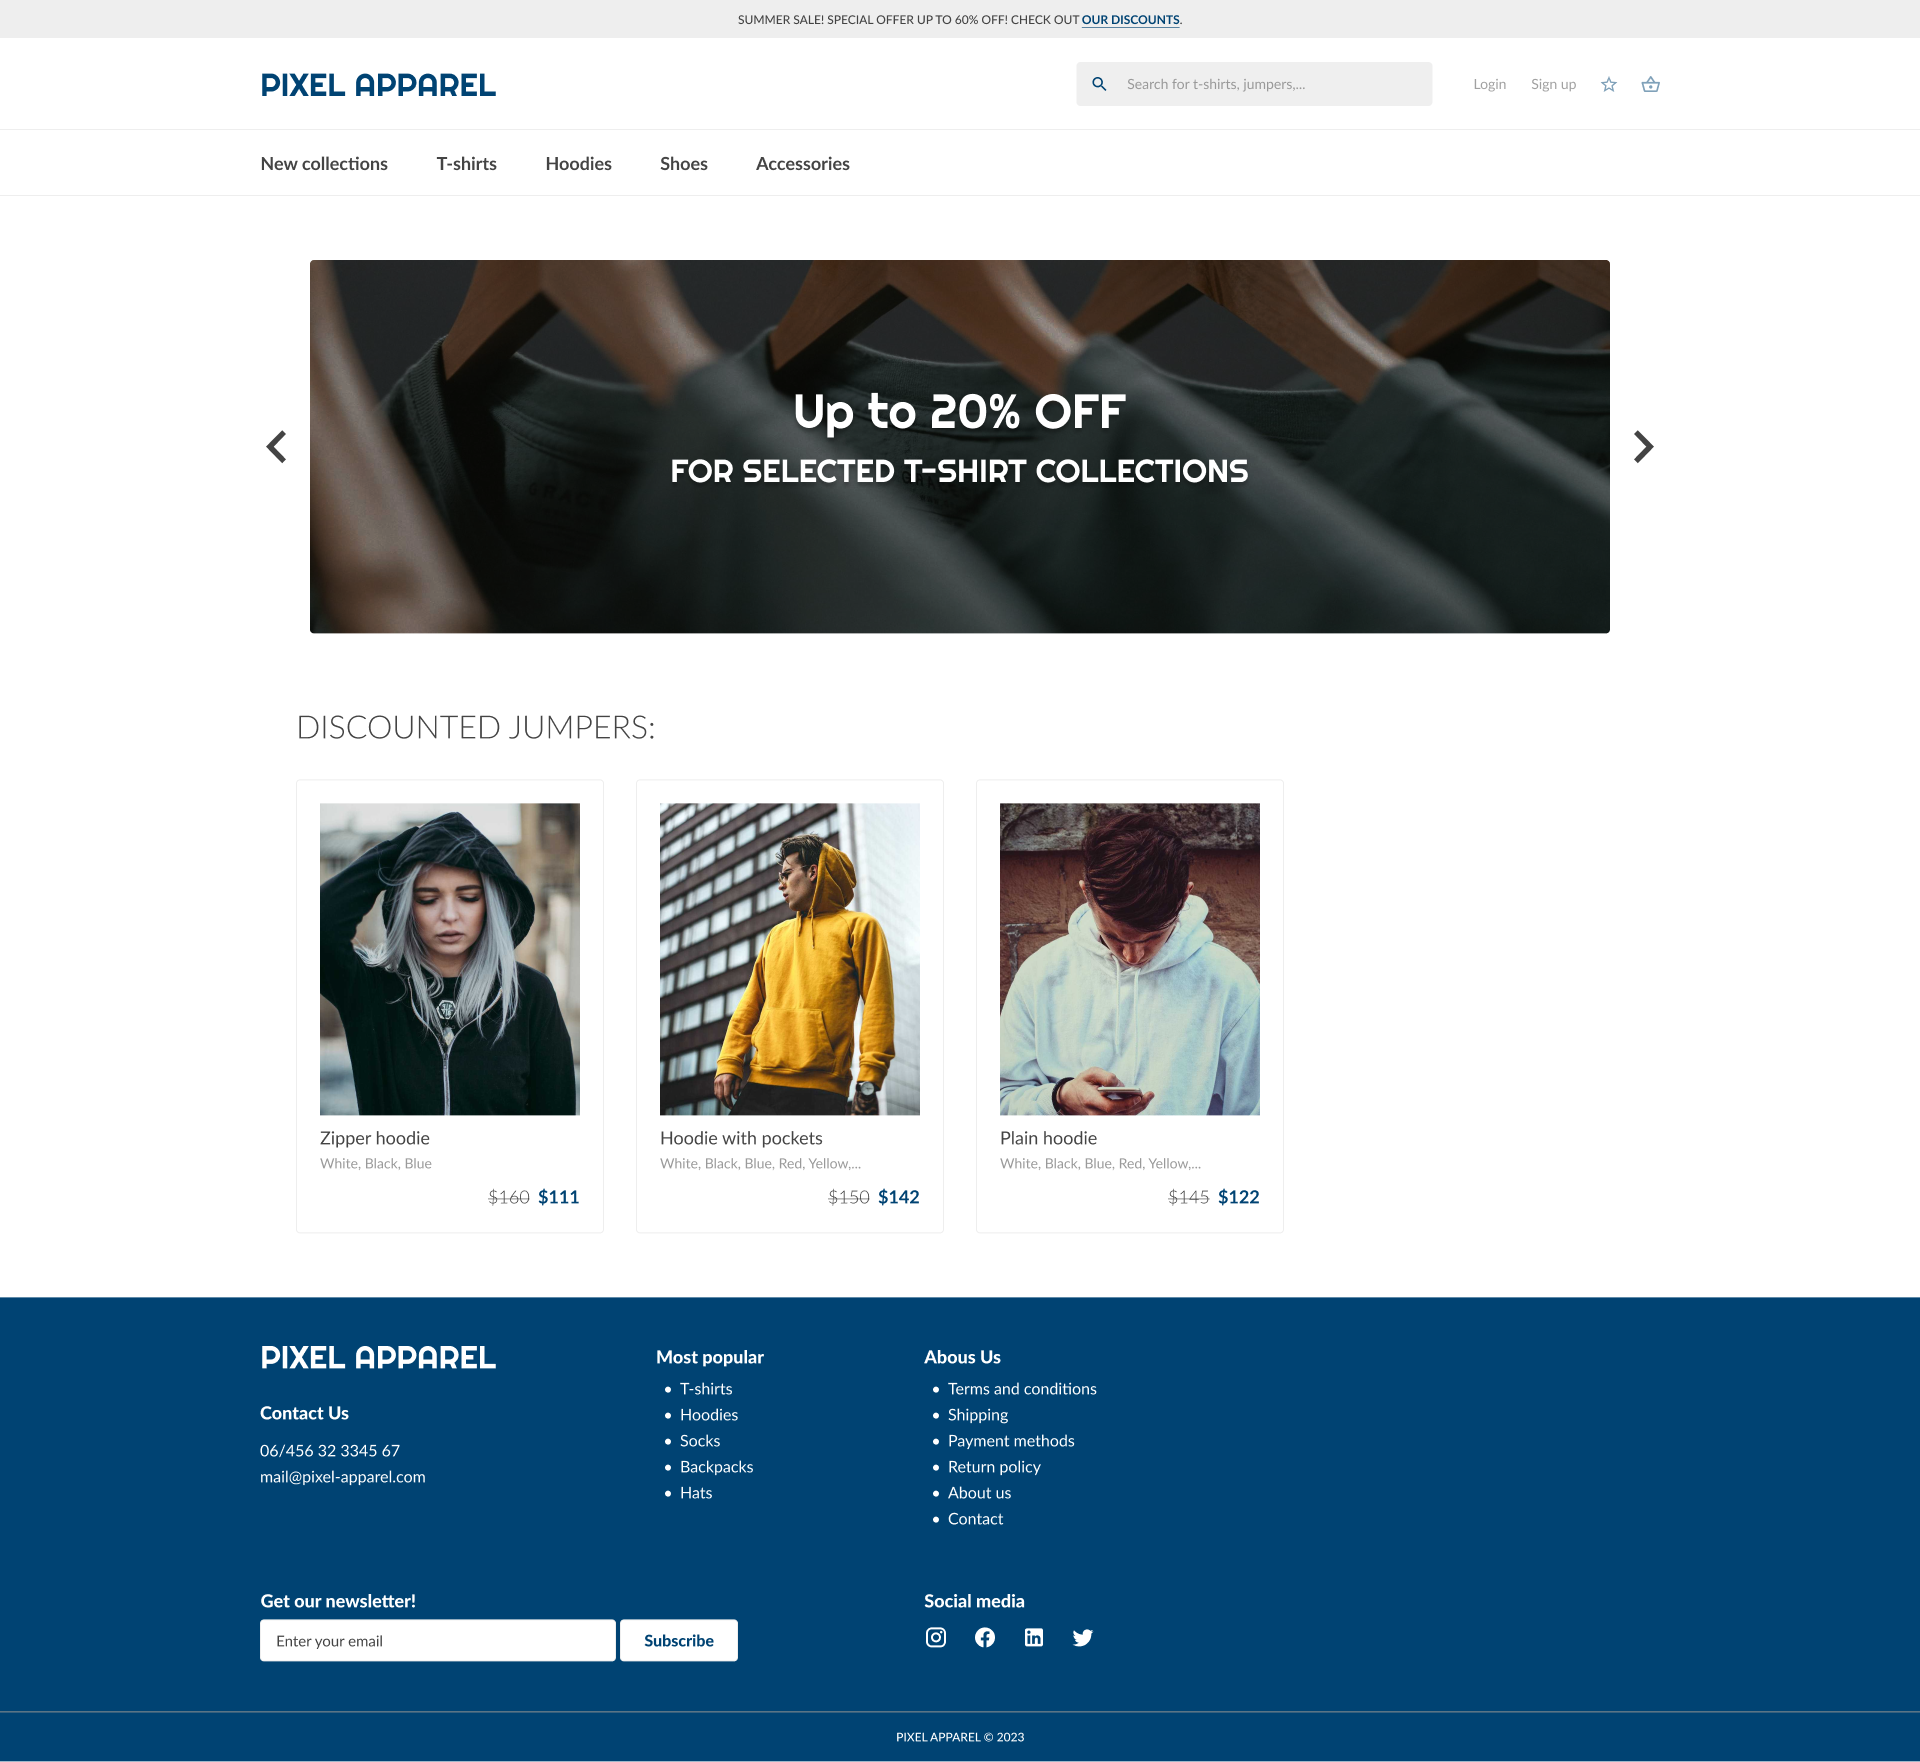 SUMMER SALE! SPECIAL OFFER UP TO 60% OFF! CHECK OUT OUR DISCOUNTS.
PIXEL APPAREL
Search for t-shirts, jumpers,...
Login
Sign up
New collections
T-shirts
Hoodies
Shoes
Accessories
Up to 20% OFF
FOR SELECTED T-SHIRT COLLECTIONS
DISCOUNTED JUMPERS:
Zipper hoodie
White, Black, Blue
$160 $111
Hoodie with pockets
White, Black, Blue, Red, Yellow,...
$150 $142
Plain hoodie
White, Black, Blue, Red, Yellow,...
$145 $122
PIXEL APPAREL
Contact Us
06/456 32 3345 67
mail@pixel-apparel.com
Most popular
• T-shirts
• Hoodies
• Socks
• Backpacks
• Hats
Abous Us
• Terms and conditions
• Shipping
• Payment methods
• Return policy
• About us
• Contact
Get our newsletter!
Enter your email
Subscribe
Social media
PIXEL APPAREL © 2023